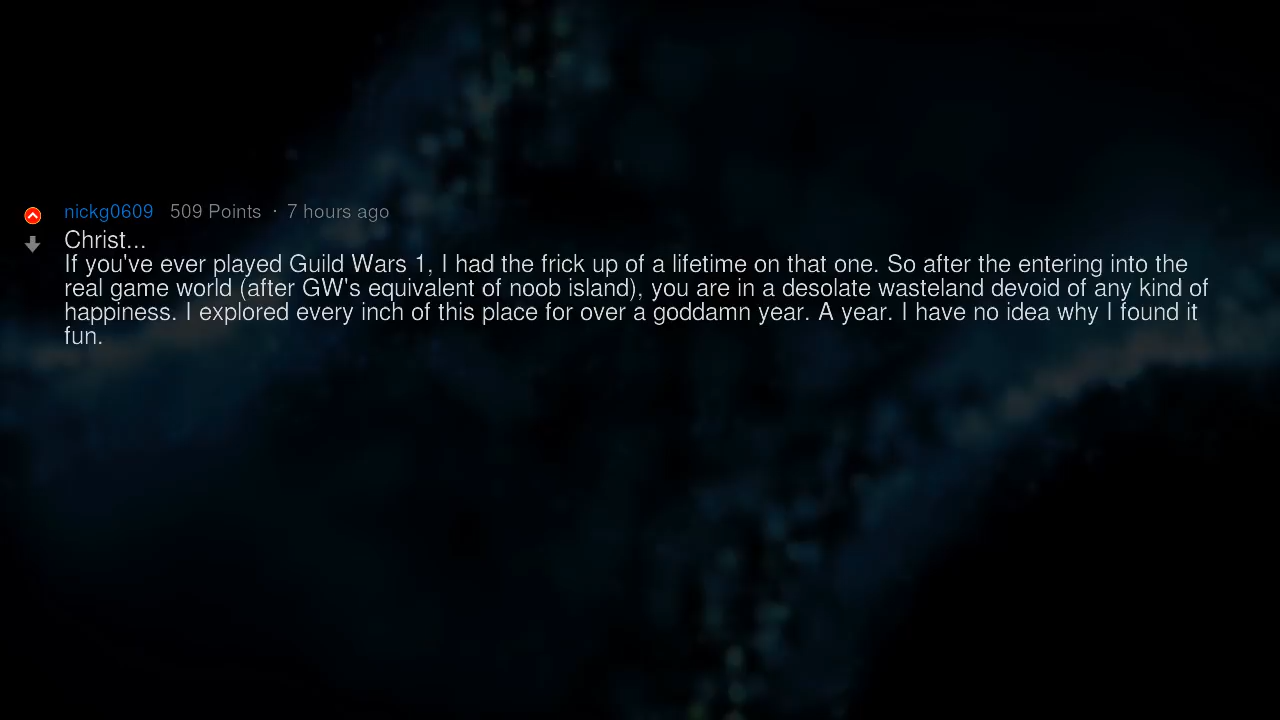 nickg0609 509 Points · 7 hours ago
Christ...
If you've ever played Guild Wars 1, I had the frick up of a lifetime on that one. So after the entering into the
real game world (after GW's equivalent of noob island), you are in a desolate wasteland devoid of any kind of
happiness. I explored every inch of this place for over a goddamn year. A year. I have no idea why I found it
fun.